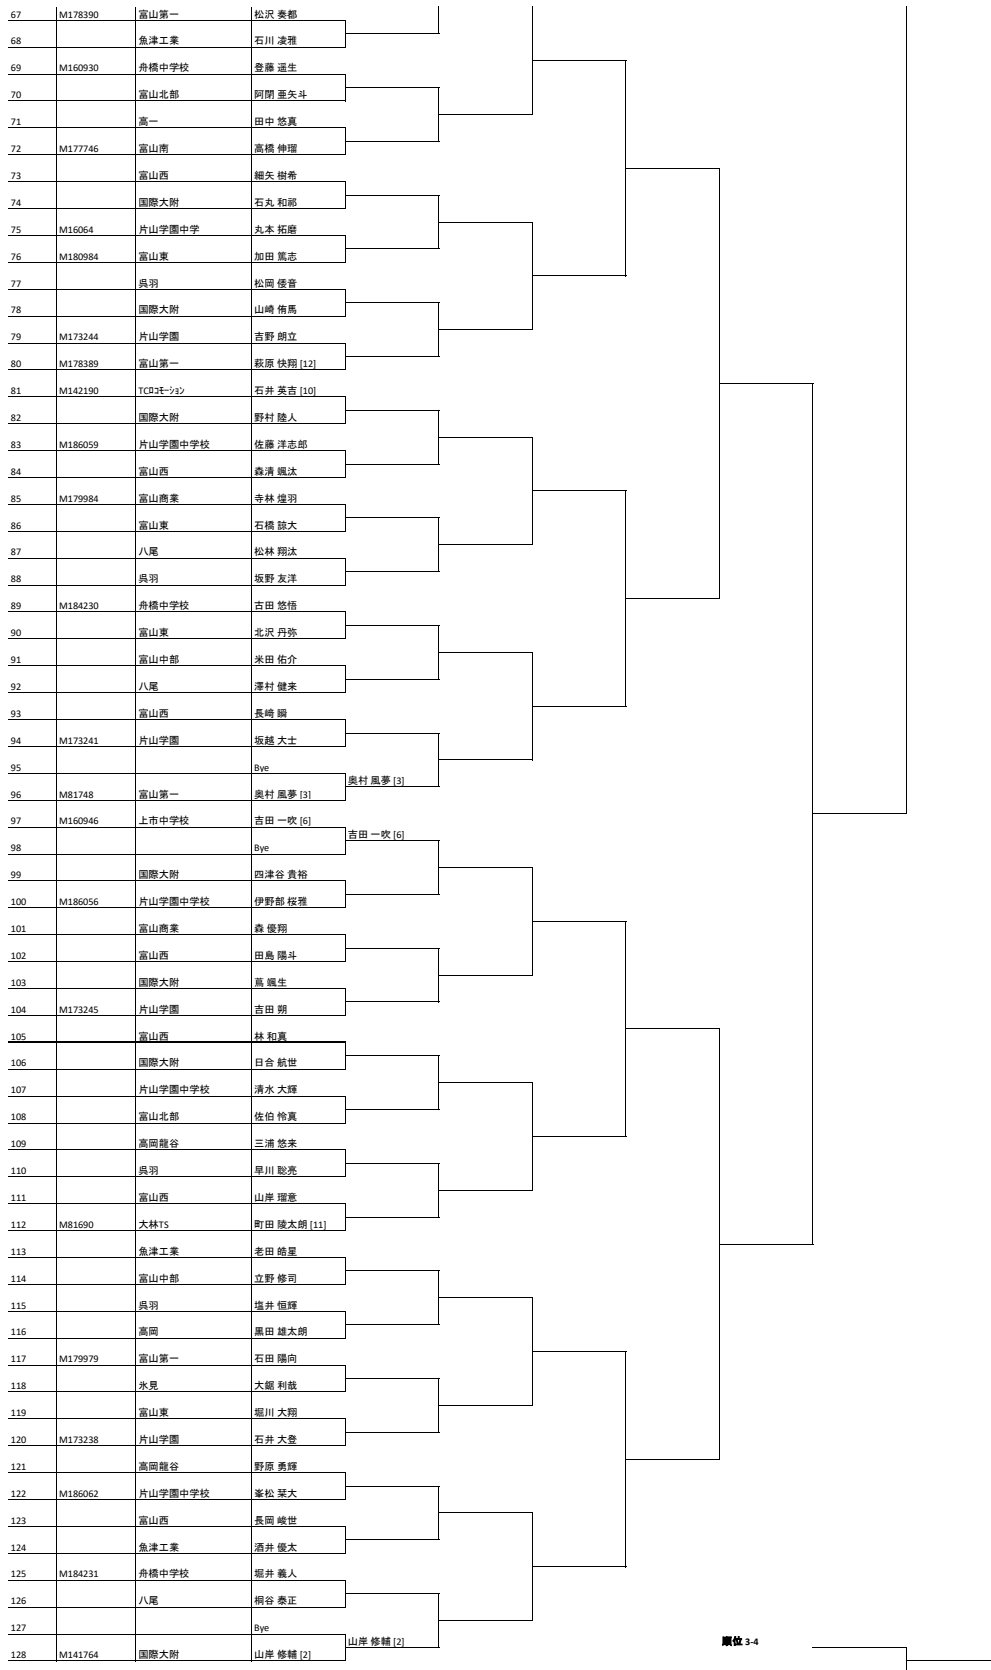 67 M178390 富山第一 松沢 奏都
68 魚津工業 石川 凌雅
69 M160930 舟橋中学校 登藤 遥生
70 富山北部 阿閉 亜矢斗
71 高一 田中 悠真
72 M177746 富山南 高橋 伸瑠
73 富山西 細矢 樹希
74 国際大附 石丸 和祁
75 M16064 片山学園中学 丸本 拓磨
76 M180984 富山東 加田 篤志
77 呉羽 松岡 倭音
78 国際大附 山崎 侑馬
79 M173244 片山学園 吉野 朗立
80 M178389 富山第一 萩原 快翔 [12]
81 M142190 TCﾛｺﾓｰｼｮﾝ 石井 英吉 [10]
82 国際大附 野村 陸人
83 M186059 片山学園中学校 佐藤 洋志郎
84 富山西 森清 颯汰
85 M179984 富山商業 寺林 煌羽
86 富山東 石橋 諒大
87 八尾 松林 翔汰
88 呉羽 坂野 友洋
89 M184230 舟橋中学校 古田 悠悟
90 富山東 北沢 丹弥
91 富山中部 米田 佑介
92 八尾 澤村 健来
93 富山西 長崎 瞬
94 M173241 片山学園 坂越 大士
95 Bye
奥村 風夢 [3]
96 M81748 富山第一 奥村 風夢 [3]
97 M160946 上市中学校 吉田 一吹 [6]
吉田 一吹 [6]
98 Bye
99 国際大附 四津谷 貴裕
100 M186056 片山学園中学校 伊野部 桜雅
101 富山商業 森 優翔
102 富山西 田島 陽斗
103 国際大附 蔦 颯生
104 M173245 片山学園 吉田 朔
105 富山西 林 和真
106 国際大附 日合 航世
107 片山学園中学校 清水 大輝
108 富山北部 佐伯 怜真
109 高岡龍谷 三浦 悠来
110 呉羽 早川 聡亮
111 富山西 山岸 瑠意
112 M81690 大林TS 町田 陵太朗 [11]
113 魚津工業 老田 皓星
114 富山中部 立野 修司
115 呉羽 塩井 恒輝
116 高岡 黒田 雄太朗
117 M179979 富山第一 石田 陽向
118 氷見 大鋸 利哉
119 富山東 堀川 大翔
120 M173238 片山学園 石井 大登
121 高岡龍谷 野原 勇輝
122 M186062 片山学園中学校 峯松 栞大
123 富山西 長岡 峻世
124 魚津工業 酒井 優太
125 M184231 舟橋中学校 堀井 義人
126 八尾 桐谷 泰正
127 Bye
山岸 修輔 [2]
順位 3-4
128 M141764 国際大附 山岸 修輔 [2]